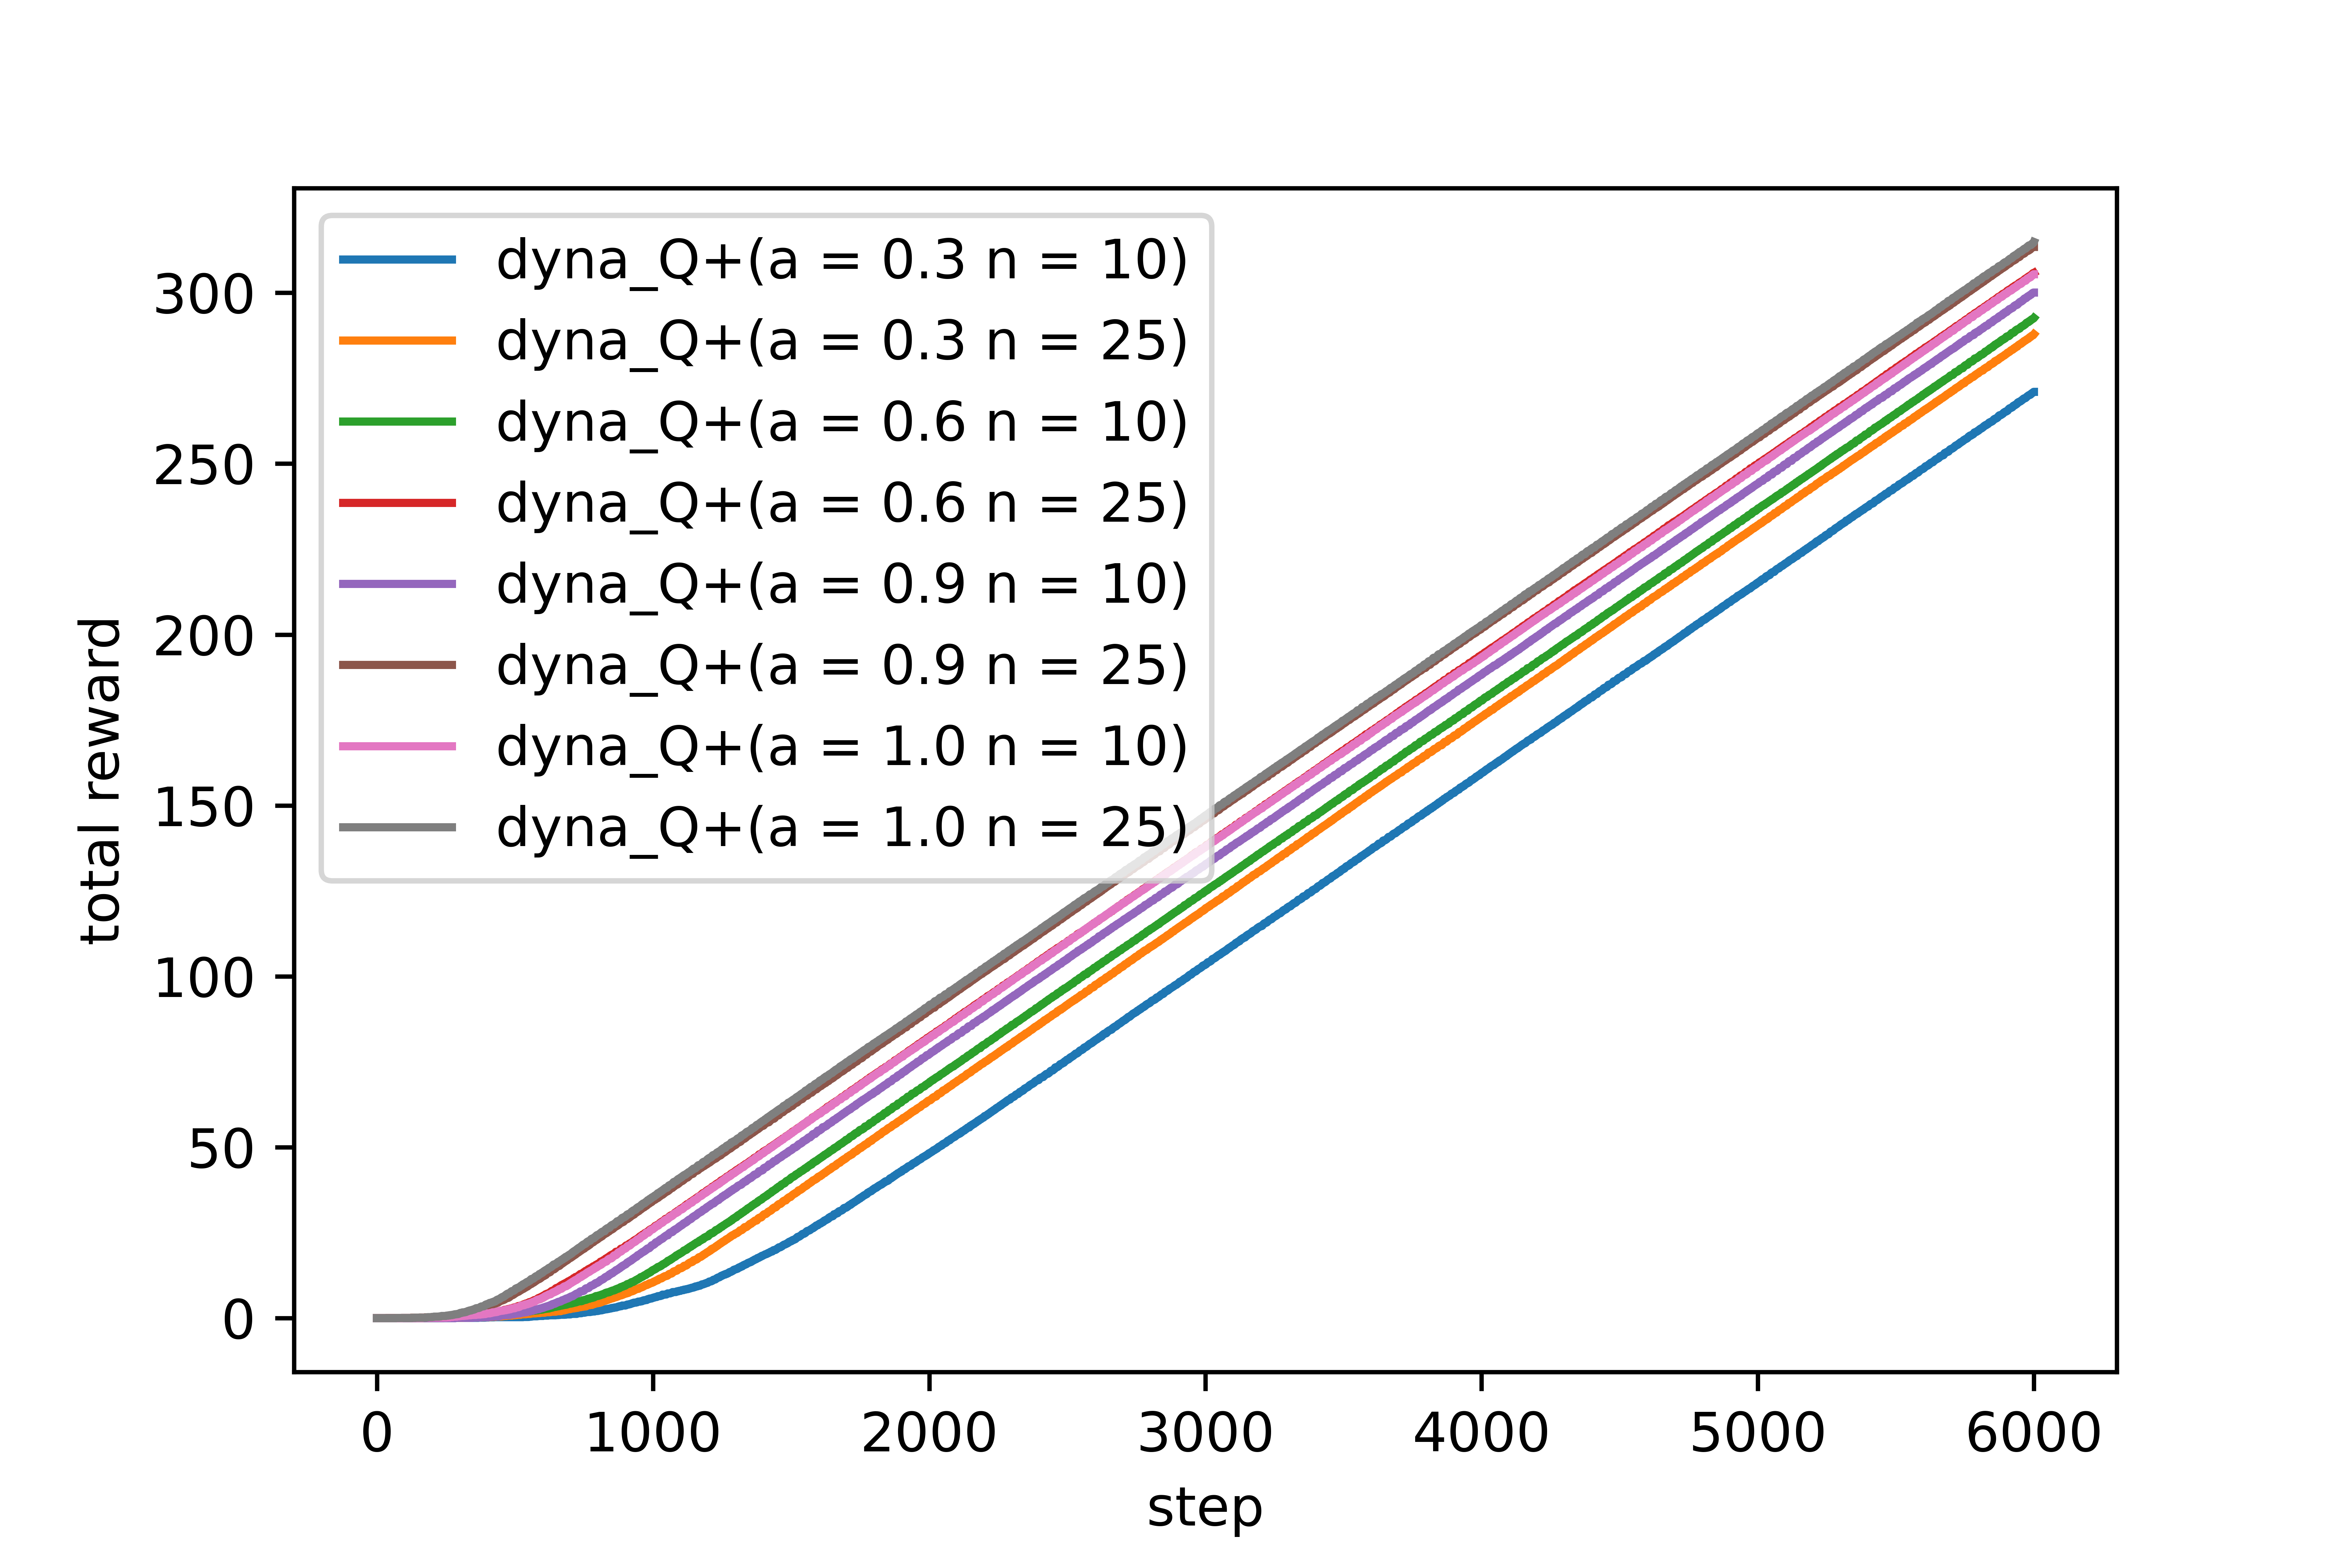 dyna_Q+(a = 0.3 n = 10)
dyna_Q+(a = 0.3 n = 25)
dyna_Q+(a = 0.6 n = 10)
dyna_Q+(a = 0.6 n = 25)
dyna_Q+(a = 0.9 n = 10)
dyna_Q+(a = 0.9 n = 25)
dyna_Q+(a = 1.0 n = 10)
dyna_Q+(a = 1.0 n = 25)
300
250
200
150
100
50
0
total reward
0 1000 2000 3000 4000 5000 6000
step